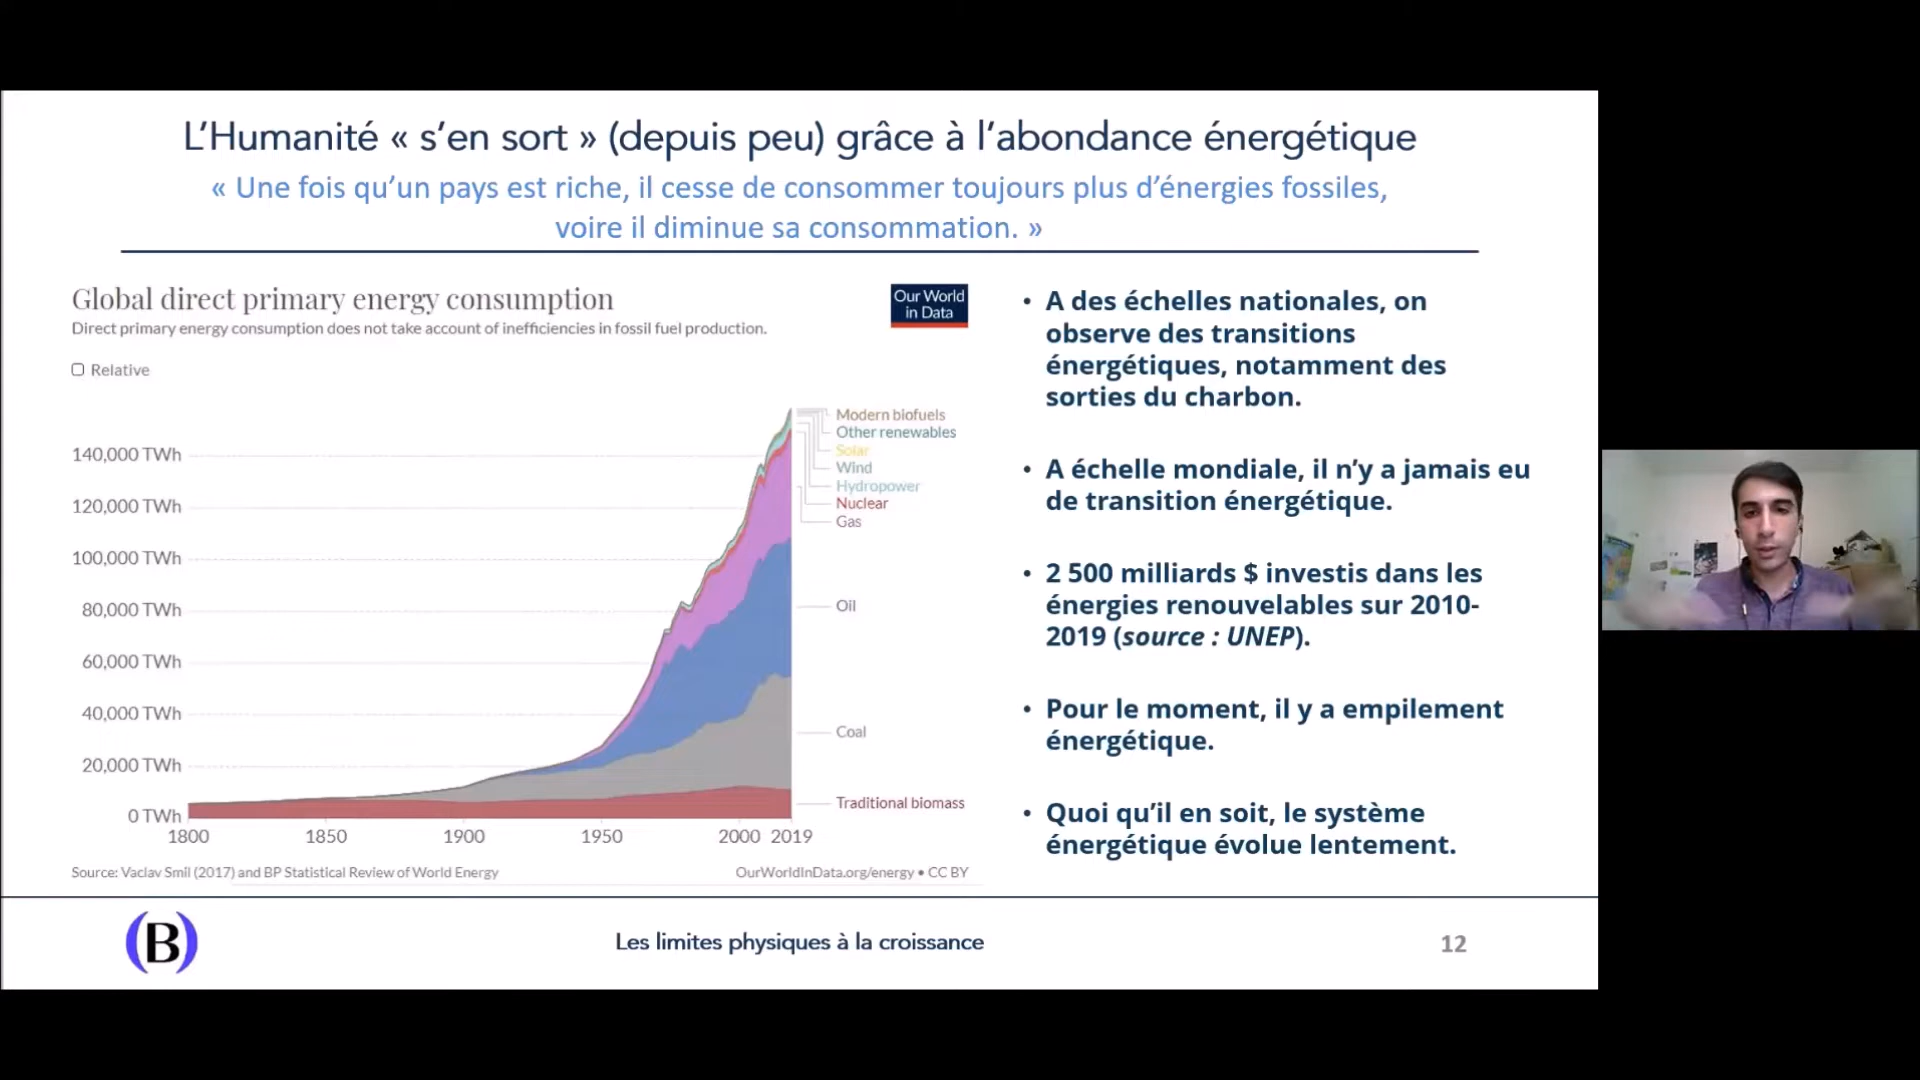 L’Humanité « s’en sort » (depuis peu) grâce à l’abondance énergétique
« Une fois qu’un pays est riche, il cesse de consommer toujours plus d’énergies fossiles,
voire il diminue sa consommation. »
Global direct primary energy consumption
Direct primary energy consumption does not take account of inefficiencies in fossil fuel production.
Our World
in Data
Relative
140,000 TWh
120,000 TWh
100,000 TWh
80,000 TWh
60,000 TWh
40,000 TWh
20,000 TWh
0 TWh
1800
1850
1900
1950
2000
2019
Modern biofuels
Other renewables
Solar
Wind
Hydropower
Nuclear
Gas
Oil
Coal
Traditional biomass
Source: Vaclav Smil (2017) and BP Statistical Review of World Energy
OurWorldInData.org/energy • CC BY
• A des échelles nationales, on
observe des transitions
énergétiques, notamment des
sorties du charbon.
• A échelle mondiale, il n’y a jamais eu
de transition énergétique.
• 2 500 milliards $ investis dans les
énergies renouvelables sur 2010-
2019 (source : UNEP).
• Pour le moment, il y a empilement
énergétique.
• Quoi qu’il en soit, le système
énergétique évolue lentement.
(B)
Les limites physiques à la croissance
12